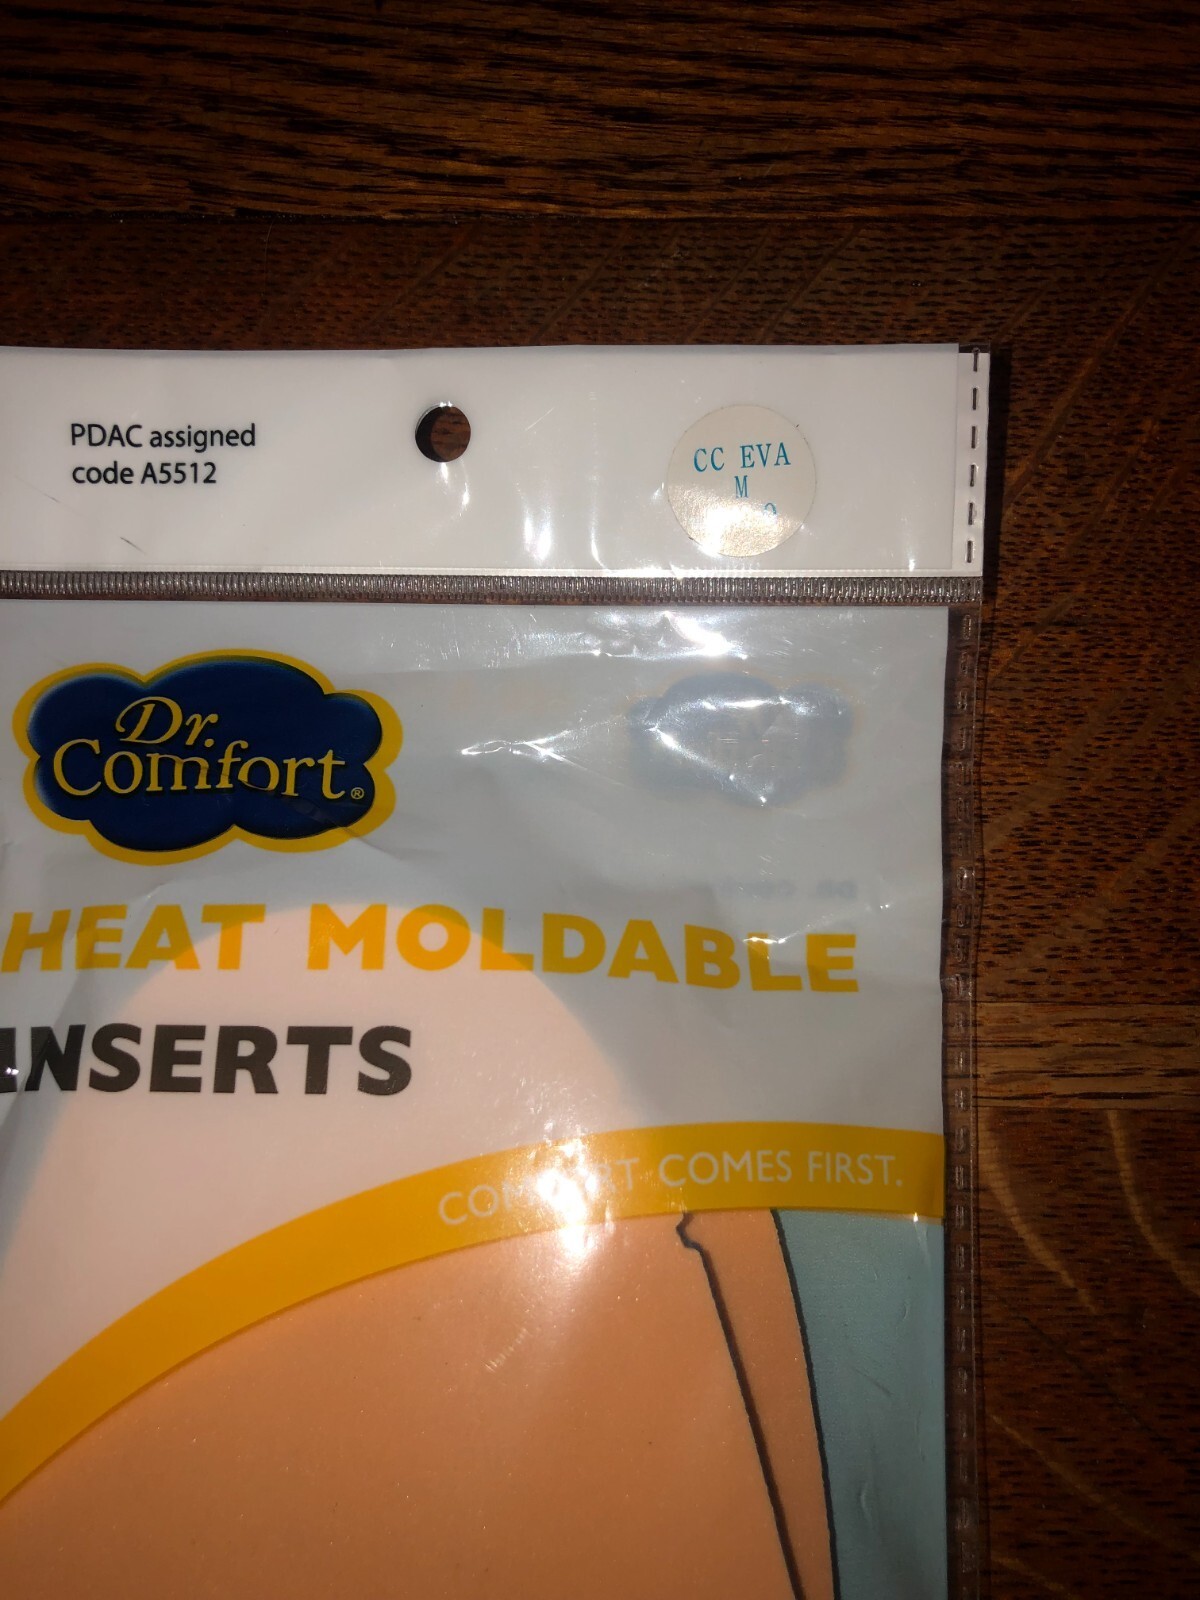 PDAC assigned
code A5512
CC EVA
M
Dr.
Comfort®
HEAT MOLDABLE
INSERTS
COMFORT COMES FIRST.